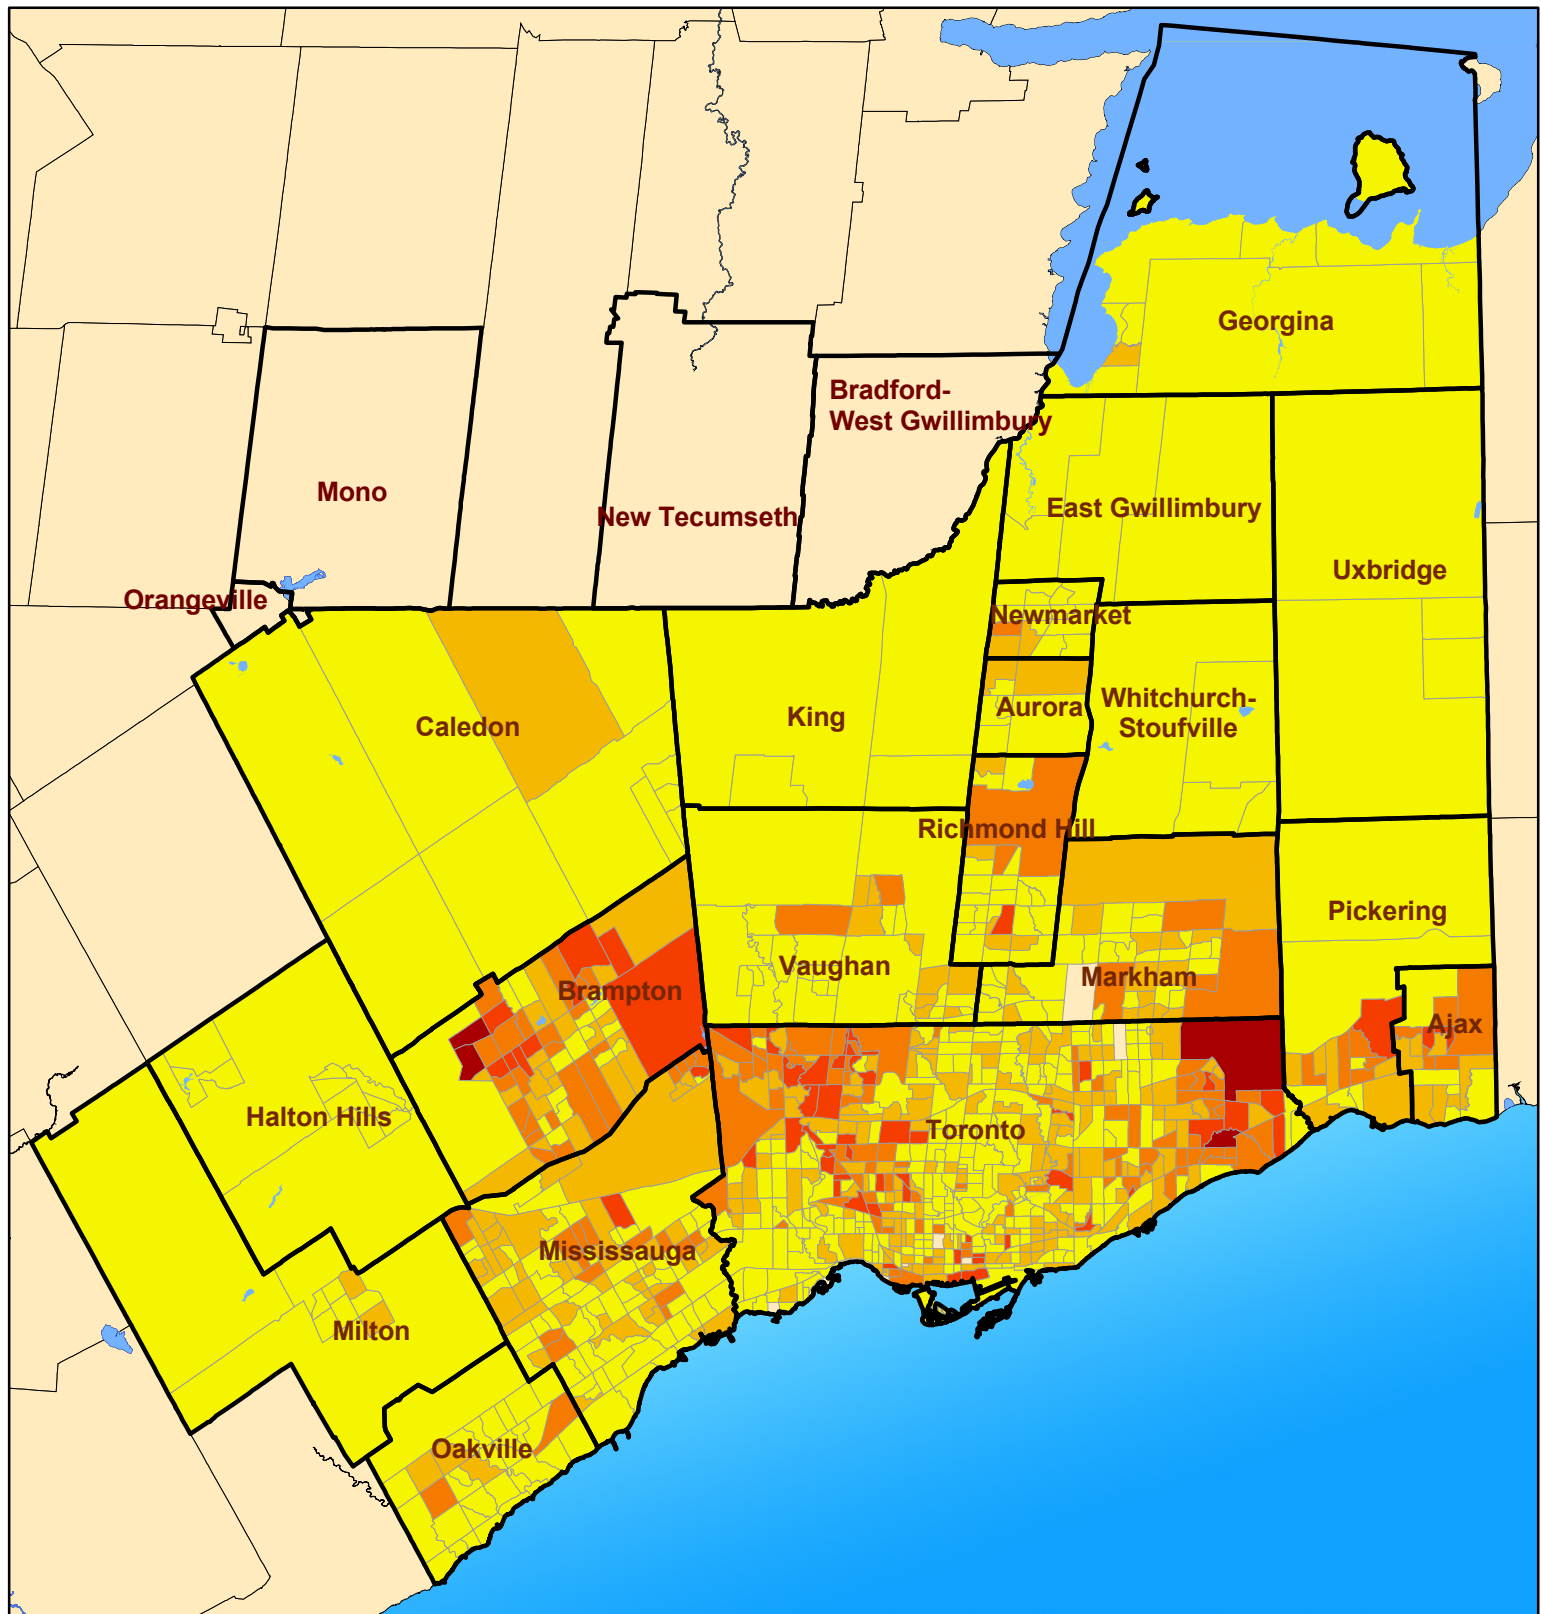 Georgina
Bradford-
West Gwillimbury
Mono
New Tecumseth
East Gwillimbury
Uxbridge
Orangeville
Newmarket
Caledon
King
Aurora
Whitchurch-
Stoufville
Richmond Hill
Pickering
Vaughan
Markham
Brampton
Ajax
Halton Hills
Toronto
Mississauga
Milton
Oakville